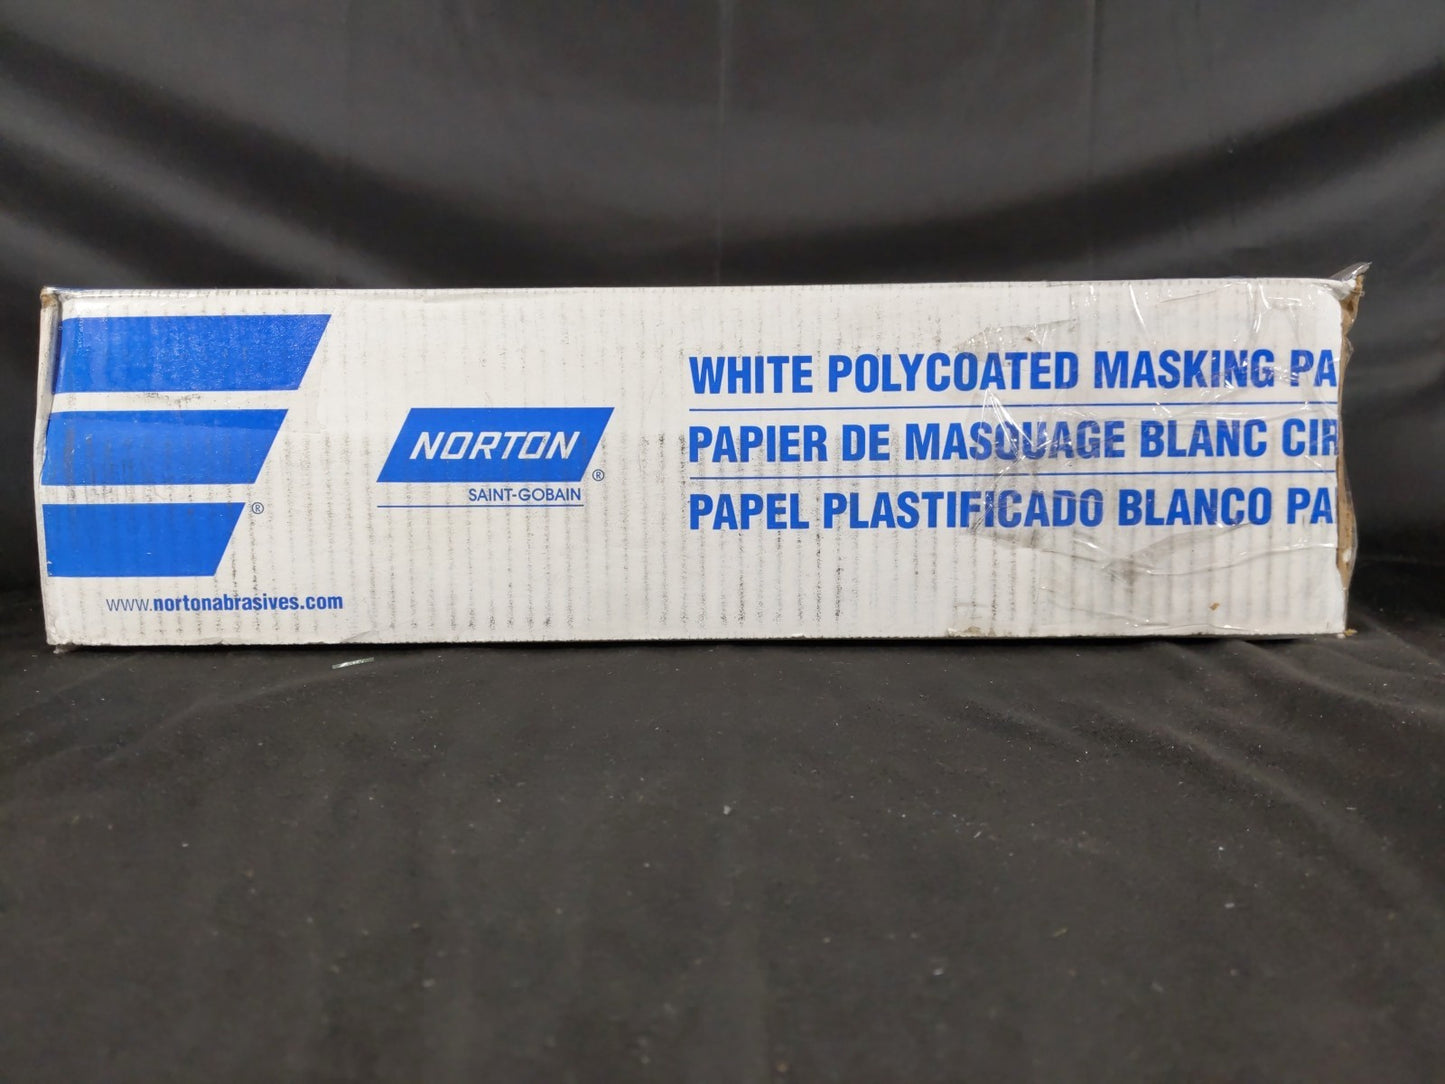 WHITE POLYCOATED MASKING PA
PAPIER DE MASQUAGE BLANC CIR
PAPEL PLASTIFICADO BLANCO PA
NORTON®
SAINT-GOBAIN
®
www.nortonabrasives.com